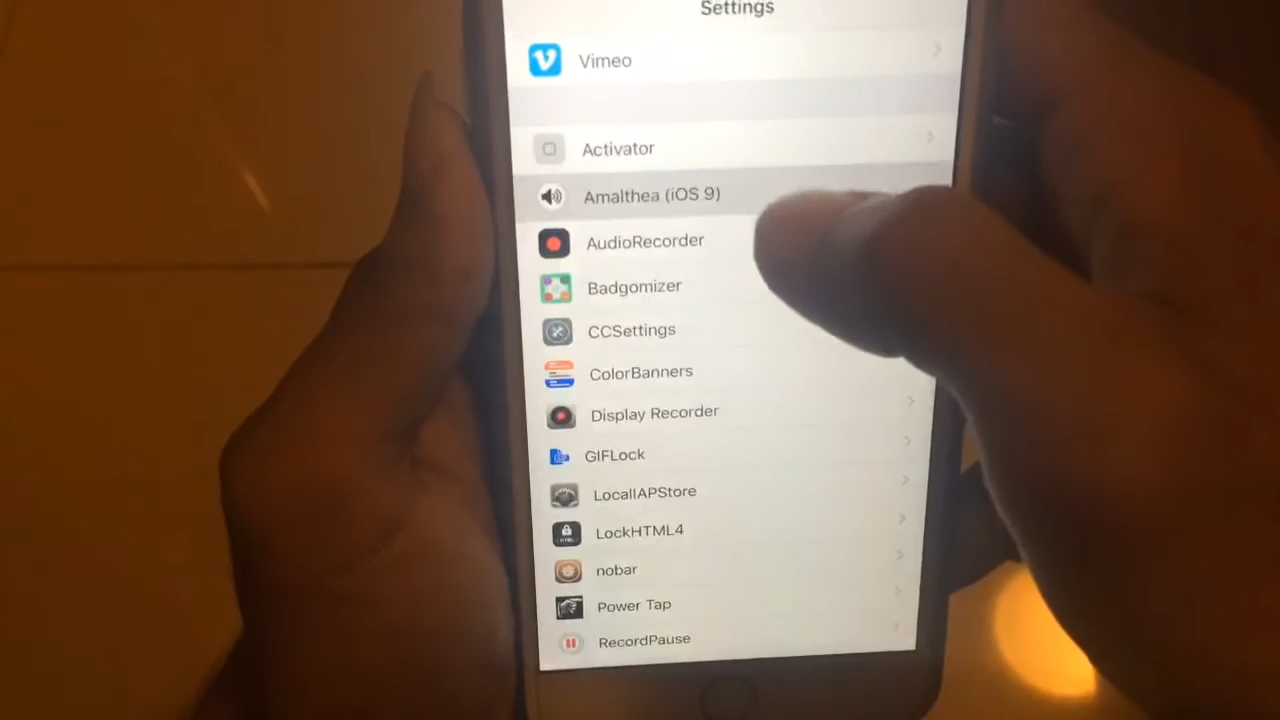 Settings
Vimeo
Activator
Amalthea (iOS 9)
AudioRecorder
Badgomizer
CCSettings
ColorBanners
Display Recorder
GIFLock
LocalIAPStore
LockHTML4
nobar
Power Tap
RecordPause